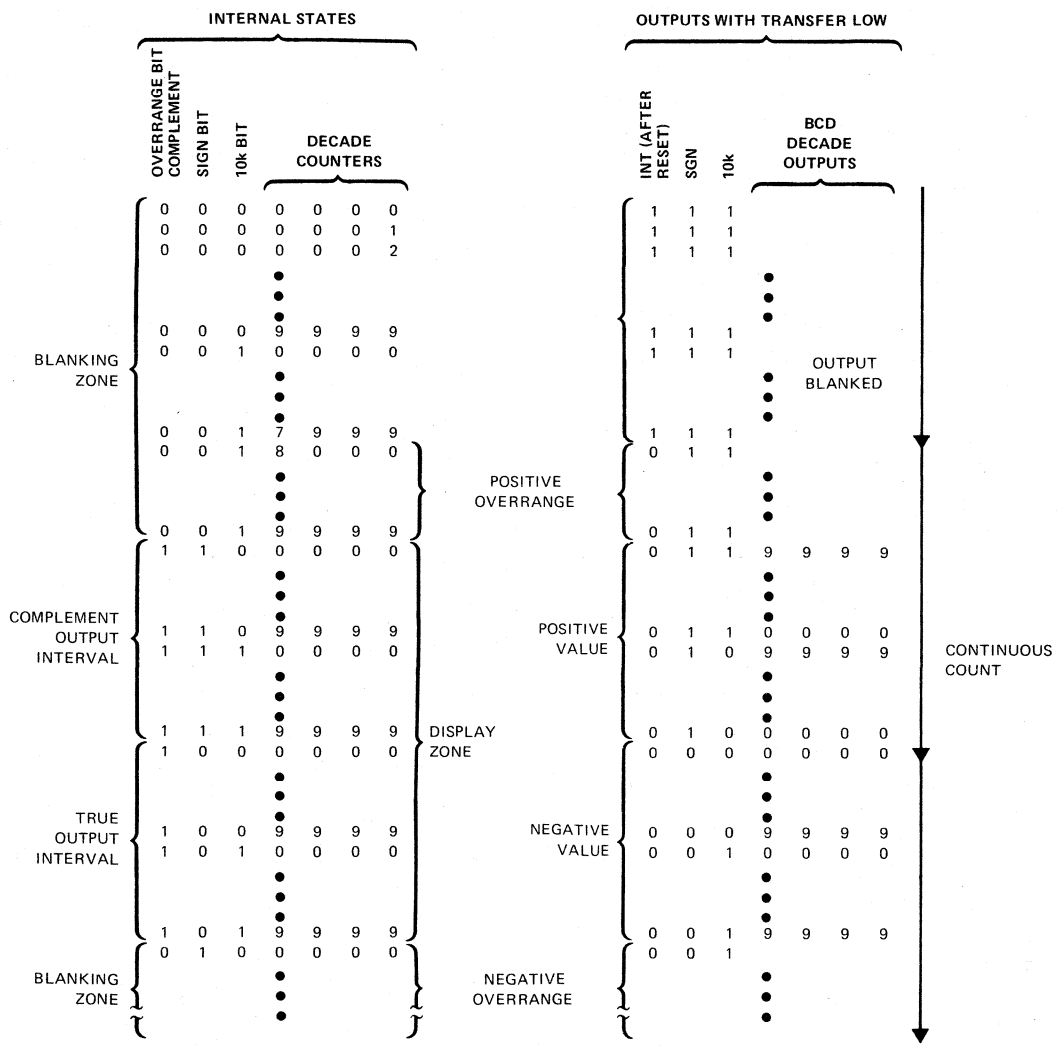 INTERNAL STATES
OUTPUTS WITH TRANSFER LOW
OVERRANGE BIT
COMPLEMENT
SIGN BIT
10k BIT
DECADE
COUNTERS
INT (AFTER
RESET)
SGN
10k
BCD
DECADE
OUTPUTS
0 0 0 0 0 0 0 1 1 1
0 0 0 0 0 0 1 1 1 1
0 0 0 0 0 0 2 1 1 1
0 0 0 9 9 9 9 1 1 1
0 0 1 0 0 0 0 1 1 1
BLANKING
ZONE
OUTPUT
BLANKED
0 0 1 7 9 9 9 1 1 1
0 0 1 8 0 0 0 0 1 1
POSITIVE
OVERRANGE
0 0 1 9 9 9 9 0 1 1
1 1 0 0 0 0 0 0 1 1 9 9 9 9
COMPLEMENT
OUTPUT
INTERVAL
1 1 0 9 9 9 9 0 1 1 0 0 0 0
1 1 1 0 0 0 0 0 1 0 9 9 9 9
POSITIVE
VALUE
CONTINUOUS
COUNT
1 1 1 9 9 9 9 0 1 0 0 0 0 0
1 0 0 0 0 0 0 0 0 0 0 0 0 0
DISPLAY
ZONE
TRUE
OUTPUT
INTERVAL
1 0 0 9 9 9 9 0 0 0 9 9 9 9
1 0 1 0 0 0 0 0 0 1 0 0 0 0
NEGATIVE
VALUE
1 0 1 9 9 9 9 0 0 1 9 9 9 9
0 1 0 0 0 0 0 0 0 1
BLANKING
ZONE
NEGATIVE
OVERRANGE